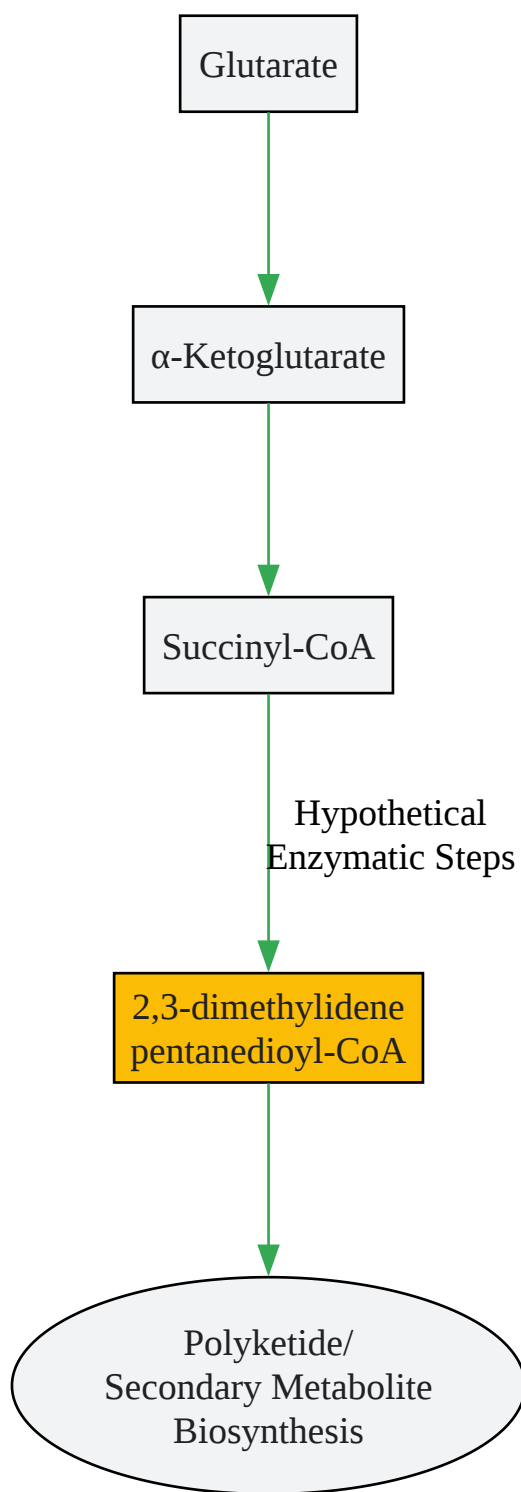 Glutarate
α-Ketoglutarate
Succinyl-CoA
Hypothetical
Enzymatic Steps
2,3-dimethylidene
pentanedioyl-CoA
Polyketide/
Secondary Metabolite
Biosynthesis